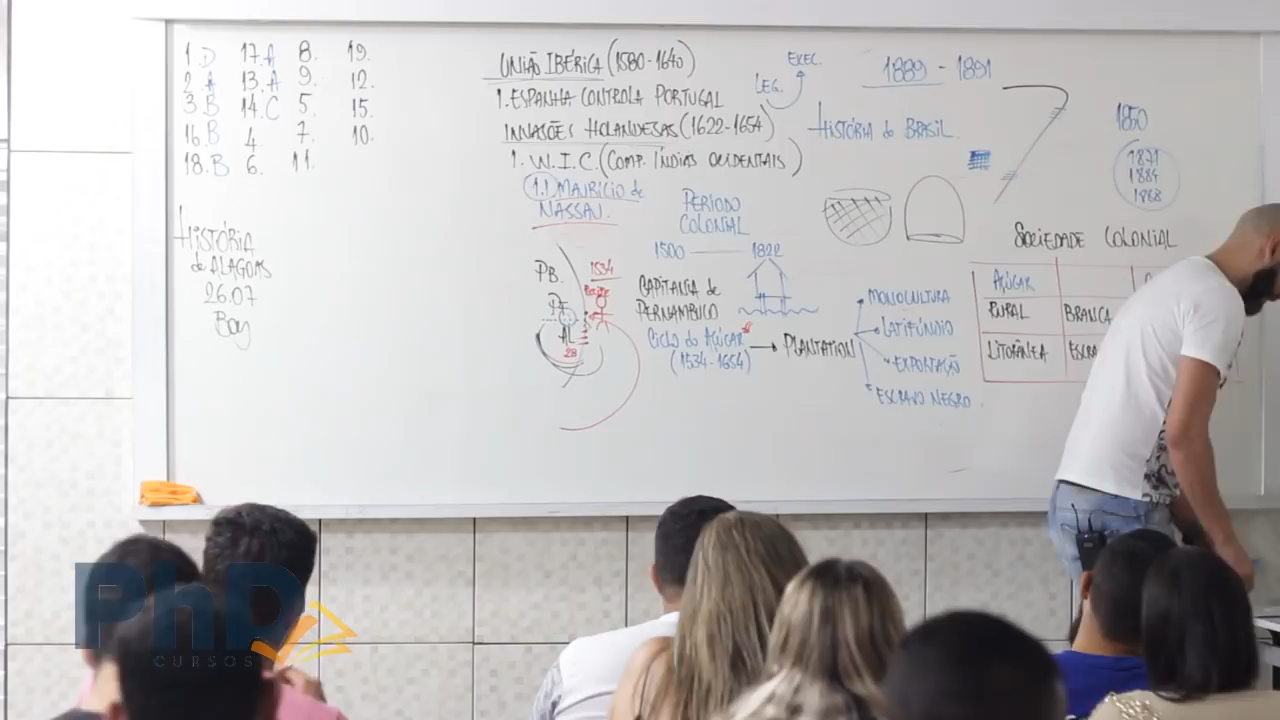 1. D 17. A 8. 19.
2. A 13. A 9. 12.
3 B 14. C 5. 15.
16. B 4 7. 10.
18. B 6. 11.
HISTÓRIA
de ALAGOAS
26.07
Boy
UNIÃO IBÉRICA (1580-1640)
1. ESPANHA CONTROLA PORTUGAL
INVASÕES HOLANDESAS (1622-1654)
1. W.I.C. (COMP. ÍNDIAS OCIDENTAIS)
1.1 MAURÍCIO de
NASSAU.
EXEC.
LEG.
1889 - 1891
HISTÓRIA do BRASIL.
1850
1871
1884
1888
PERÍODO
COLONIAL
1500 1822
CAPITANIA de
PERNAMBUCO
Ciclo do AÇÚCAR
(1534-1654)
PLANTATION
MONOCULTURA
LATIFÚNDIO
EXPORTAÇÃO
ESCRAVO NEGRO
PB.
1534
PE
AL
28
SOCIEDADE COLONIAL
AÇÚCAR
RURAL BRANCA
LITORÂNEA ESCRA
PhD
CURSOS